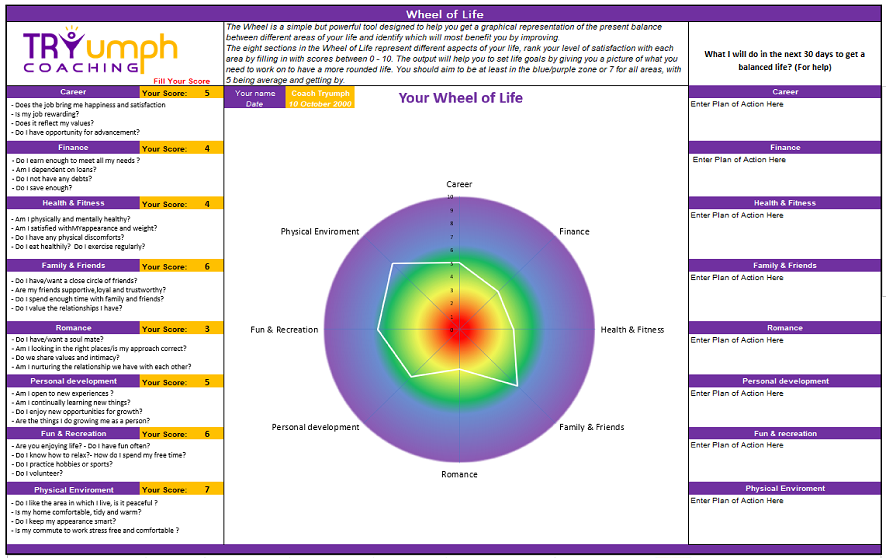 Wheel of Life
TRYumph
COACHING
Fill Your Score
The Wheel is a simple but powerful tool designed to help you get a graphical representation of the present balance
between different areas of your life and identify which will most benefit you by improving
The eight sections in the Wheel of Life represent different aspects of your life, rank your level of satisfaction with each
area by filling in with scores between 0 - 10. The output will help you to set life goals by giving you a picture of what you
need to work on to have a more rounded life. You should aim to be at least in the blue/purple zone or 7 for all areas, with
5 being average and getting by.
What I will do in the next 30 days to get a
balanced life? (For help)
Career Your Score: 5
- Does the job bring me happiness and satisfaction
- Is my job rewarding?
- Does it reflect my values?
- Do I have opportunity for advancement?
Finance Your Score: 4
- Do I earn enough to meet all my needs ?
- Am I dependent on loans?
- Do I not have any debts?
- Do I save enough?
Health & Fitness Your Score: 4
- Am I physically and mentally healthy?
- Am I satisfied withMYappearance and weight?
- Do I have any physical discomforts?
- Do I eat healthily? Do I exercise regularly?
Family & Friends Your Score: 6
- Do I have/want a close circle of friends?
- Are my friends supportive,loyal and trustworthy?
- Do I spend enough time with family and friends?
- Do I value the relationships I have?
Romance Your Score: 3
- Do I have/want a soul mate?
- Am I looking in the right places/is my approach correct?
- Do we share values and intimacy?
- Am I nurturing the relationship we have with each other?
Personal development Your Score: 5
- Am I open to new experiences ?
- Am I continually learning new things?
- Do I enjoy new opportunities for growth?
- Are the things I do growing me as a person?
Fun & Recreation Your Score: 6
- Are you enjoying life? - Do I have fun often?
- Do I know how to relax?- How do I spend my free time?
- Do I practice hobbies or sports?
- Do I volunteer?
Physical Enviroment Your Score: 7
- Do I like the area in which I live, is it peaceful ?
- Is my home comfortable, tidy and warm?
- Do I keep my appearance smart?
- Is my commute to work stress free and comfortable ?
Your name Coach Tryumph
Date 10 October 2000
Your Wheel of Life
Career
Finance
Health & Fitness
Family & Friends
Romance
Personal development
Fun & Recreation
Physical Enviroment
10
9
8
7
6
5
4
3
2
1
0
Career
Enter Plan of Action Here
Finance
Enter Plan of Action Here
Health & Fitness
Enter Plan of Action Here
Family & Friends
Enter Plan of Action Here
Romance
Enter Plan of Action Here
Personal development
Enter Plan of Action Here
Fun & recreation
Enter Plan of Action Here
Physical Enviroment
Enter Plan of Action Here